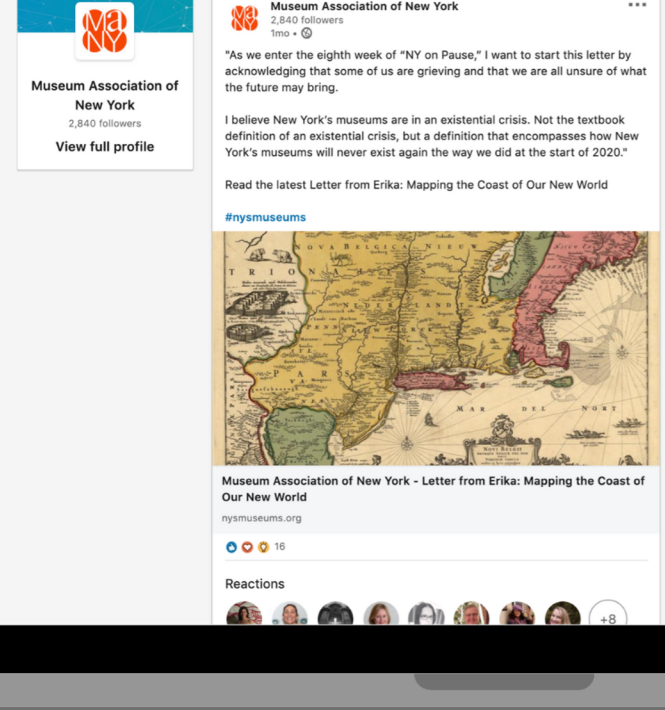 MANY
Museum Association of
New York
2,840 followers
View full profile
Museum Association of New York
2,840 followers
1mo •
"As we enter the eighth week of “NY on Pause,” I want to start this letter by
acknowledging that some of us are grieving and that we are all unsure of what
the future may bring.
I believe New York’s museums are in an existential crisis. Not the textbook
definition of an existential crisis, but a definition that encompasses how New
York’s museums will never exist again the way we did at the start of 2020."
Read the latest Letter from Erika: Mapping the Coast of Our New World
#nysmuseums
NOVA BELGICA NIEUW
NEDERLAND
PARS
MAR DEL NORT
Museum Association of New York - Letter from Erika: Mapping the Coast of
Our New World
nysmuseums.org
16
Reactions
+8